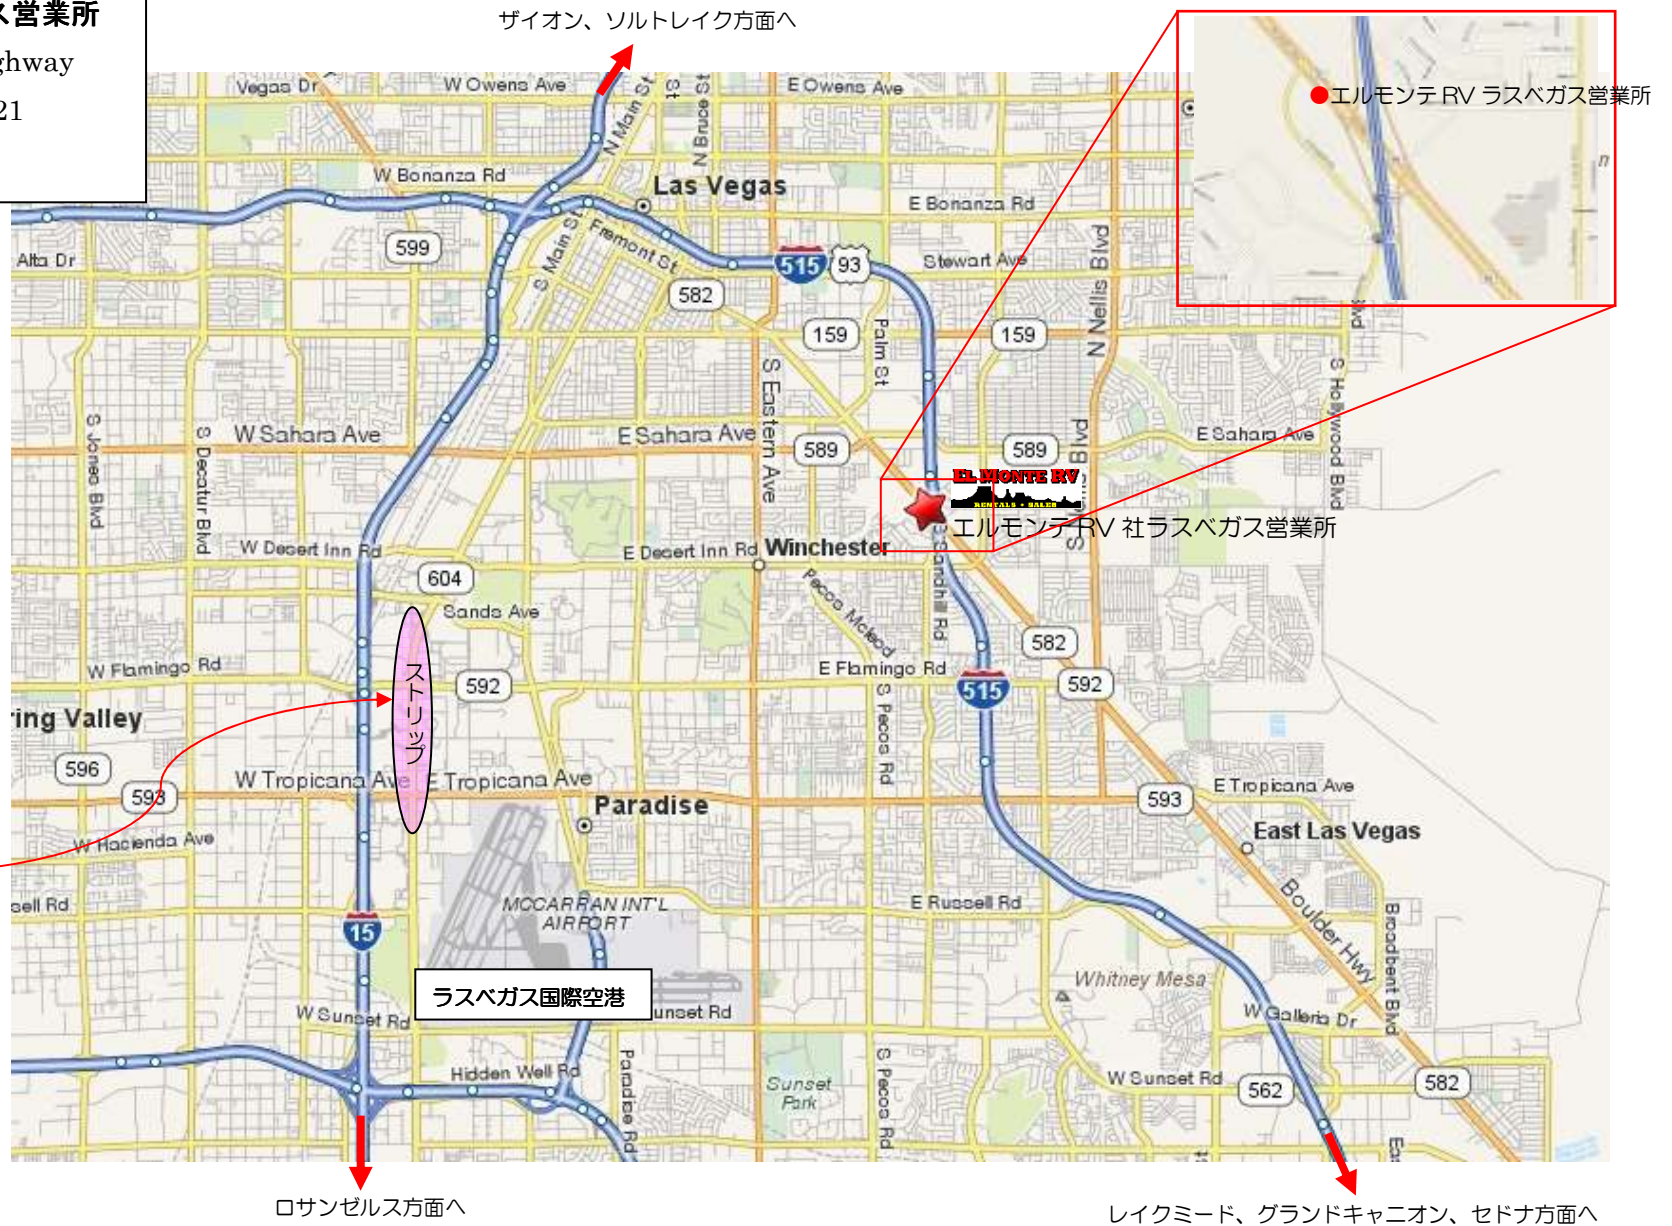 ス営業所
ghway
21
ザイオン、ソルトレイク方面へ
エルモンテ RV ラスベガス営業所
Vegas Dr
W Owens Ave
N Main St
St
N Bruce St
E Owens Ave
W Bonanza Rd
Las Vegas
E Bonanza Rd
599
Alta Dr
S Main St
Fremont St
515
93
Stewart Ave
N Nellis Blvd
582
159
Palm St
159
Blvd
S Jones Blvd
S Decatur Blvd
W Sahara Ave
E Sahara Ave
S Eastern Ave
589
589
E Sahara Ave
S Hollywood Blvd
Blvd
EL MONTE RV
RENTALS • SALES
エルモンテ RV 社ラスベガス営業所
W Desert Inn Rd
E Desert Inn Rd
Winchester
604
Sands Ave
Pecos Mcleod
E Sandhill Rd
582
W Flamingo Rd
ストリップ
592
E Flamingo Rd
515
592
ring Valley
S Pecos Rd
596
593
W Tropicana Ave
E Tropicana Ave
Paradise
593
E Tropicana Ave
W Hacienda Ave
East Las Vegas
sell Rd
15
MCCARRAN INT'L
AIRPORT
E Russell Rd
Boulder Hwy
Broadbent Blvd
ラスベガス国際空港
Whitney Mesa
W Sunset Rd
unset Rd
W Galleria Dr
Hidden Well Rd
Paradise Rd
Sunset
Park
S Pecos Rd
W Sunset Rd
562
582
ロサンゼルス方面へ
レイクミード、グランドキャニオン、セドナ方面へ